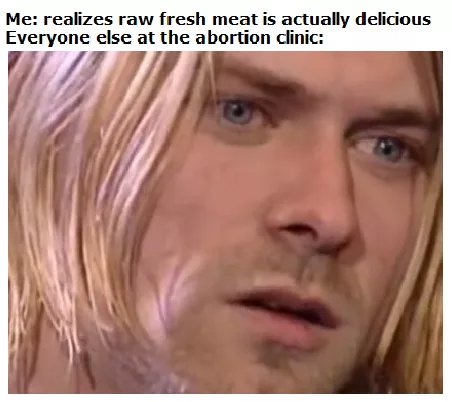 Me: realizes raw fresh meat is actually delicious
Everyone else at the abortion clinic: